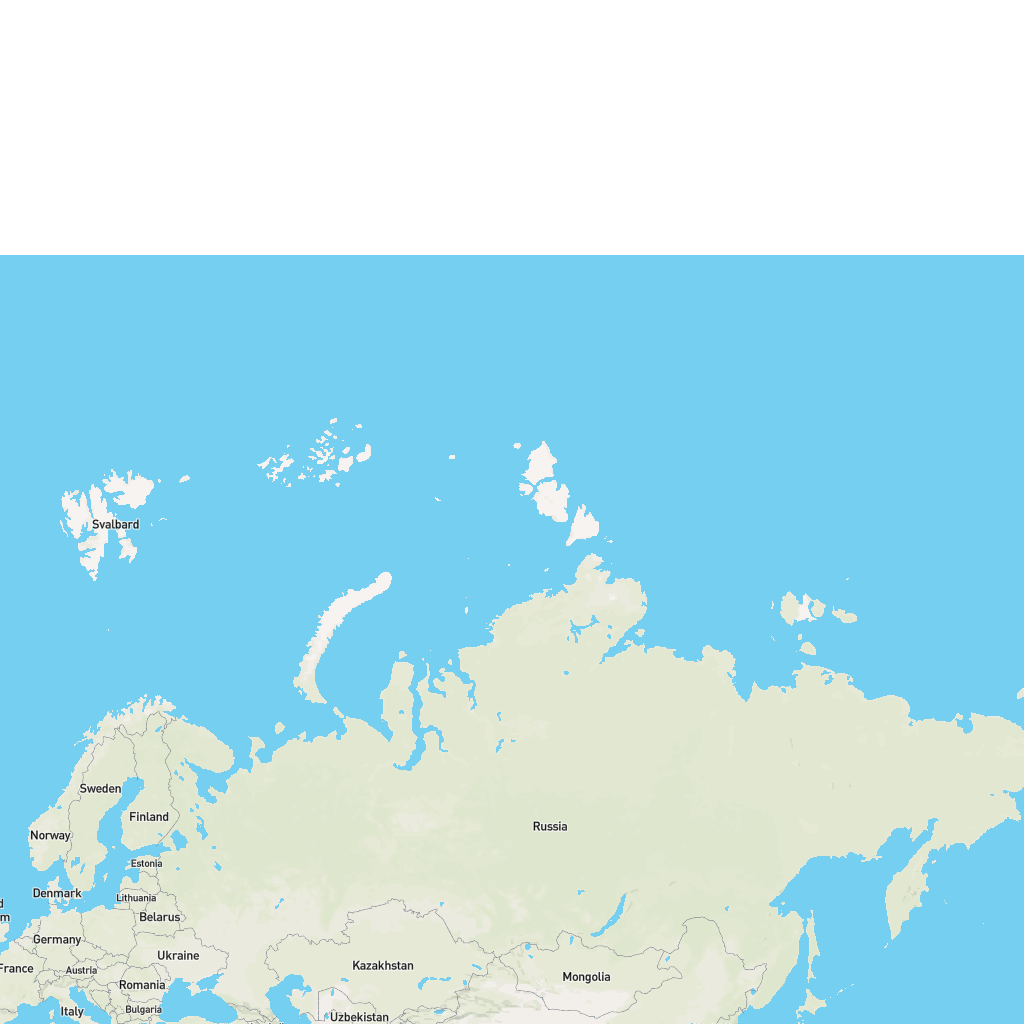 Svalbard
Sweden
Finland
Russia
Norway
Estonia
Denmark
Lithuania
d
m
Belarus
Germany
Ukraine
France
Austria
Kazakhstan
Mongolia
Romania
Italy
Bulgaria
Uzbekistan